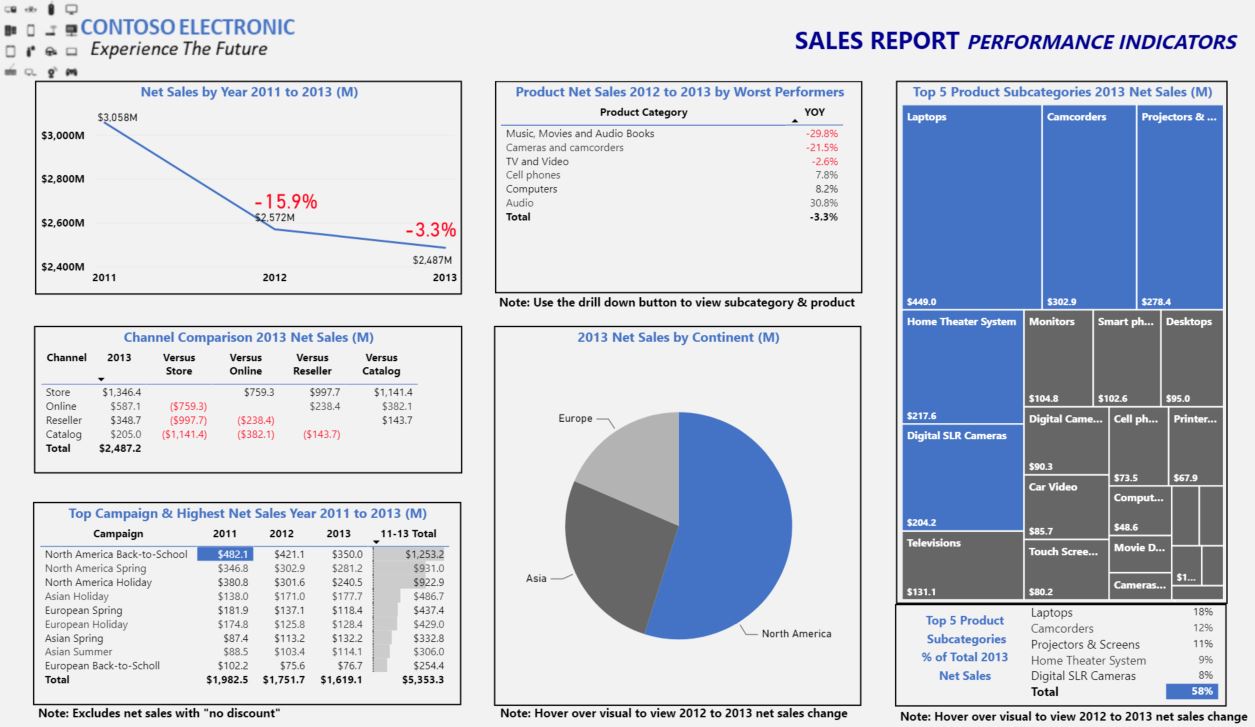 CONTOSO ELECTRONIC
Experience The Future
SALES REPORT PERFORMANCE INDICATORS
Net Sales by Year 2011 to 2013 (M)
$3,058M
$3,000M
$2,800M
-15.9%
$2,572M
$2,600M
-3.3%
$2,487M
$2,400M
2011 2012 2013
Product Net Sales 2012 to 2013 by Worst Performers
Product Category YOY
Music, Movies and Audio Books -29.8%
Cameras and camcorders -21.5%
TV and Video -2.6%
Cell phones 7.8%
Computers 8.2%
Audio 30.8%
Total -3.3%
Note: Use the drill down button to view subcategory & product
Top 5 Product Subcategories 2013 Net Sales (M)
Laptops
$449.0
Camcorders
$302.9
Projectors & ...
$278.4
Home Theater System
$217.6
Digital SLR Cameras
$204.2
Televisions
$131.1
Monitors
$104.8
Smart ph...
$102.6
Desktops
$95.0
Digital Came...
$90.3
Car Video
$85.7
Touch Scree...
$80.2
Cell ph...
$73.5
Printer...
$67.9
Comput...
$48.6
Movie D...
Cameras...
$1...
Channel Comparison 2013 Net Sales (M)
Channel 2013 Versus Store Versus Online Versus Reseller Versus Catalog
Store $1,346.4 $759.3 $997.7 $1,141.4
Online $587.1 ($759.3) $238.4 $382.1
Reseller $348.7 ($997.7) ($238.4) $143.7
Catalog $205.0 ($1,141.4) ($382.1) ($143.7)
Total $2,487.2
2013 Net Sales by Continent (M)
Europe
Asia
North America
Note: Hover over visual to view 2012 to 2013 net sales change
Top Campaign & Highest Net Sales Year 2011 to 2013 (M)
Campaign 2011 2012 2013 11-13 Total
North America Back-to-School $482.1 $421.1 $350.0 $1,253.2
North America Spring $346.8 $302.9 $281.2 $931.0
North America Holiday $380.8 $301.6 $240.5 $922.9
Asian Holiday $138.0 $171.0 $177.7 $486.7
European Spring $181.9 $137.1 $118.4 $437.4
European Holiday $174.8 $125.8 $128.4 $429.0
Asian Spring $87.4 $113.2 $132.2 $332.8
Asian Summer $88.5 $103.4 $114.1 $306.0
European Back-to-Scholl $102.2 $75.6 $76.7 $254.4
Total $1,982.5 $1,751.7 $1,619.1 $5,353.3
Note: Excludes net sales with "no discount"
Top 5 Product
Subcategories
% of Total 2013
Net Sales
Laptops 18%
Camcorders 12%
Projectors & Screens 11%
Home Theater System 9%
Digital SLR Cameras 8%
Total 58%
Note: Hover over visual to view 2012 to 2013 net sales change